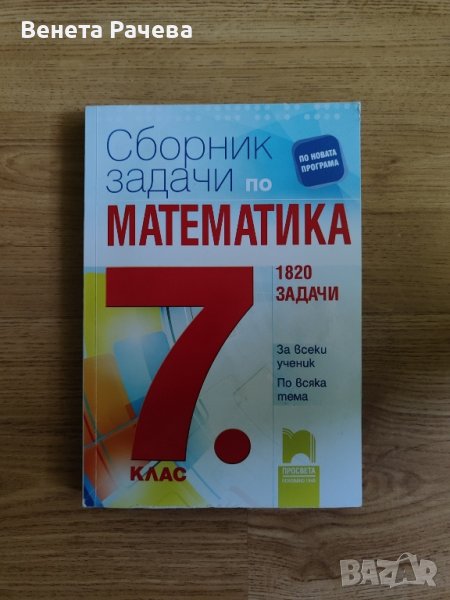 Венета Рачева
Сборник
задачи по
МАТЕМАТИКА
ПО НОВАТА
ПРОГРАМА
7.
КЛАС
1820
ЗАДАЧИ
За всеки
ученик
По всяка
тема
ПРОСВЕТА
BAZAR